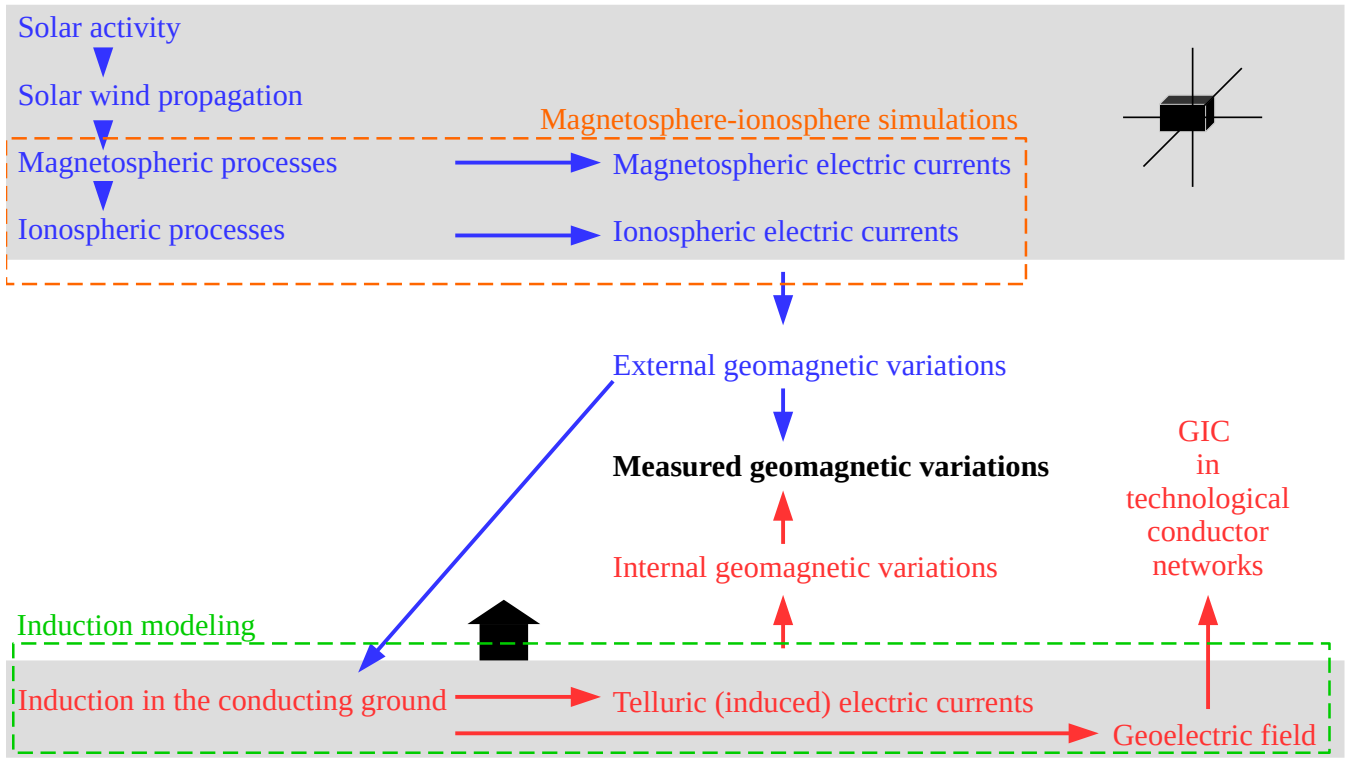 Solar activity
Solar wind propagation
Magnetosphere-ionosphere simulations
Magnetospheric processes
Magnetospheric electric currents
Ionospheric processes
Ionospheric electric currents
External geomagnetic variations
Measured geomagnetic variations
GIC
in
technological
conductor
networks
Internal geomagnetic variations
Induction modeling
Induction in the conducting ground
Telluric (induced) electric currents
Geoelectric field